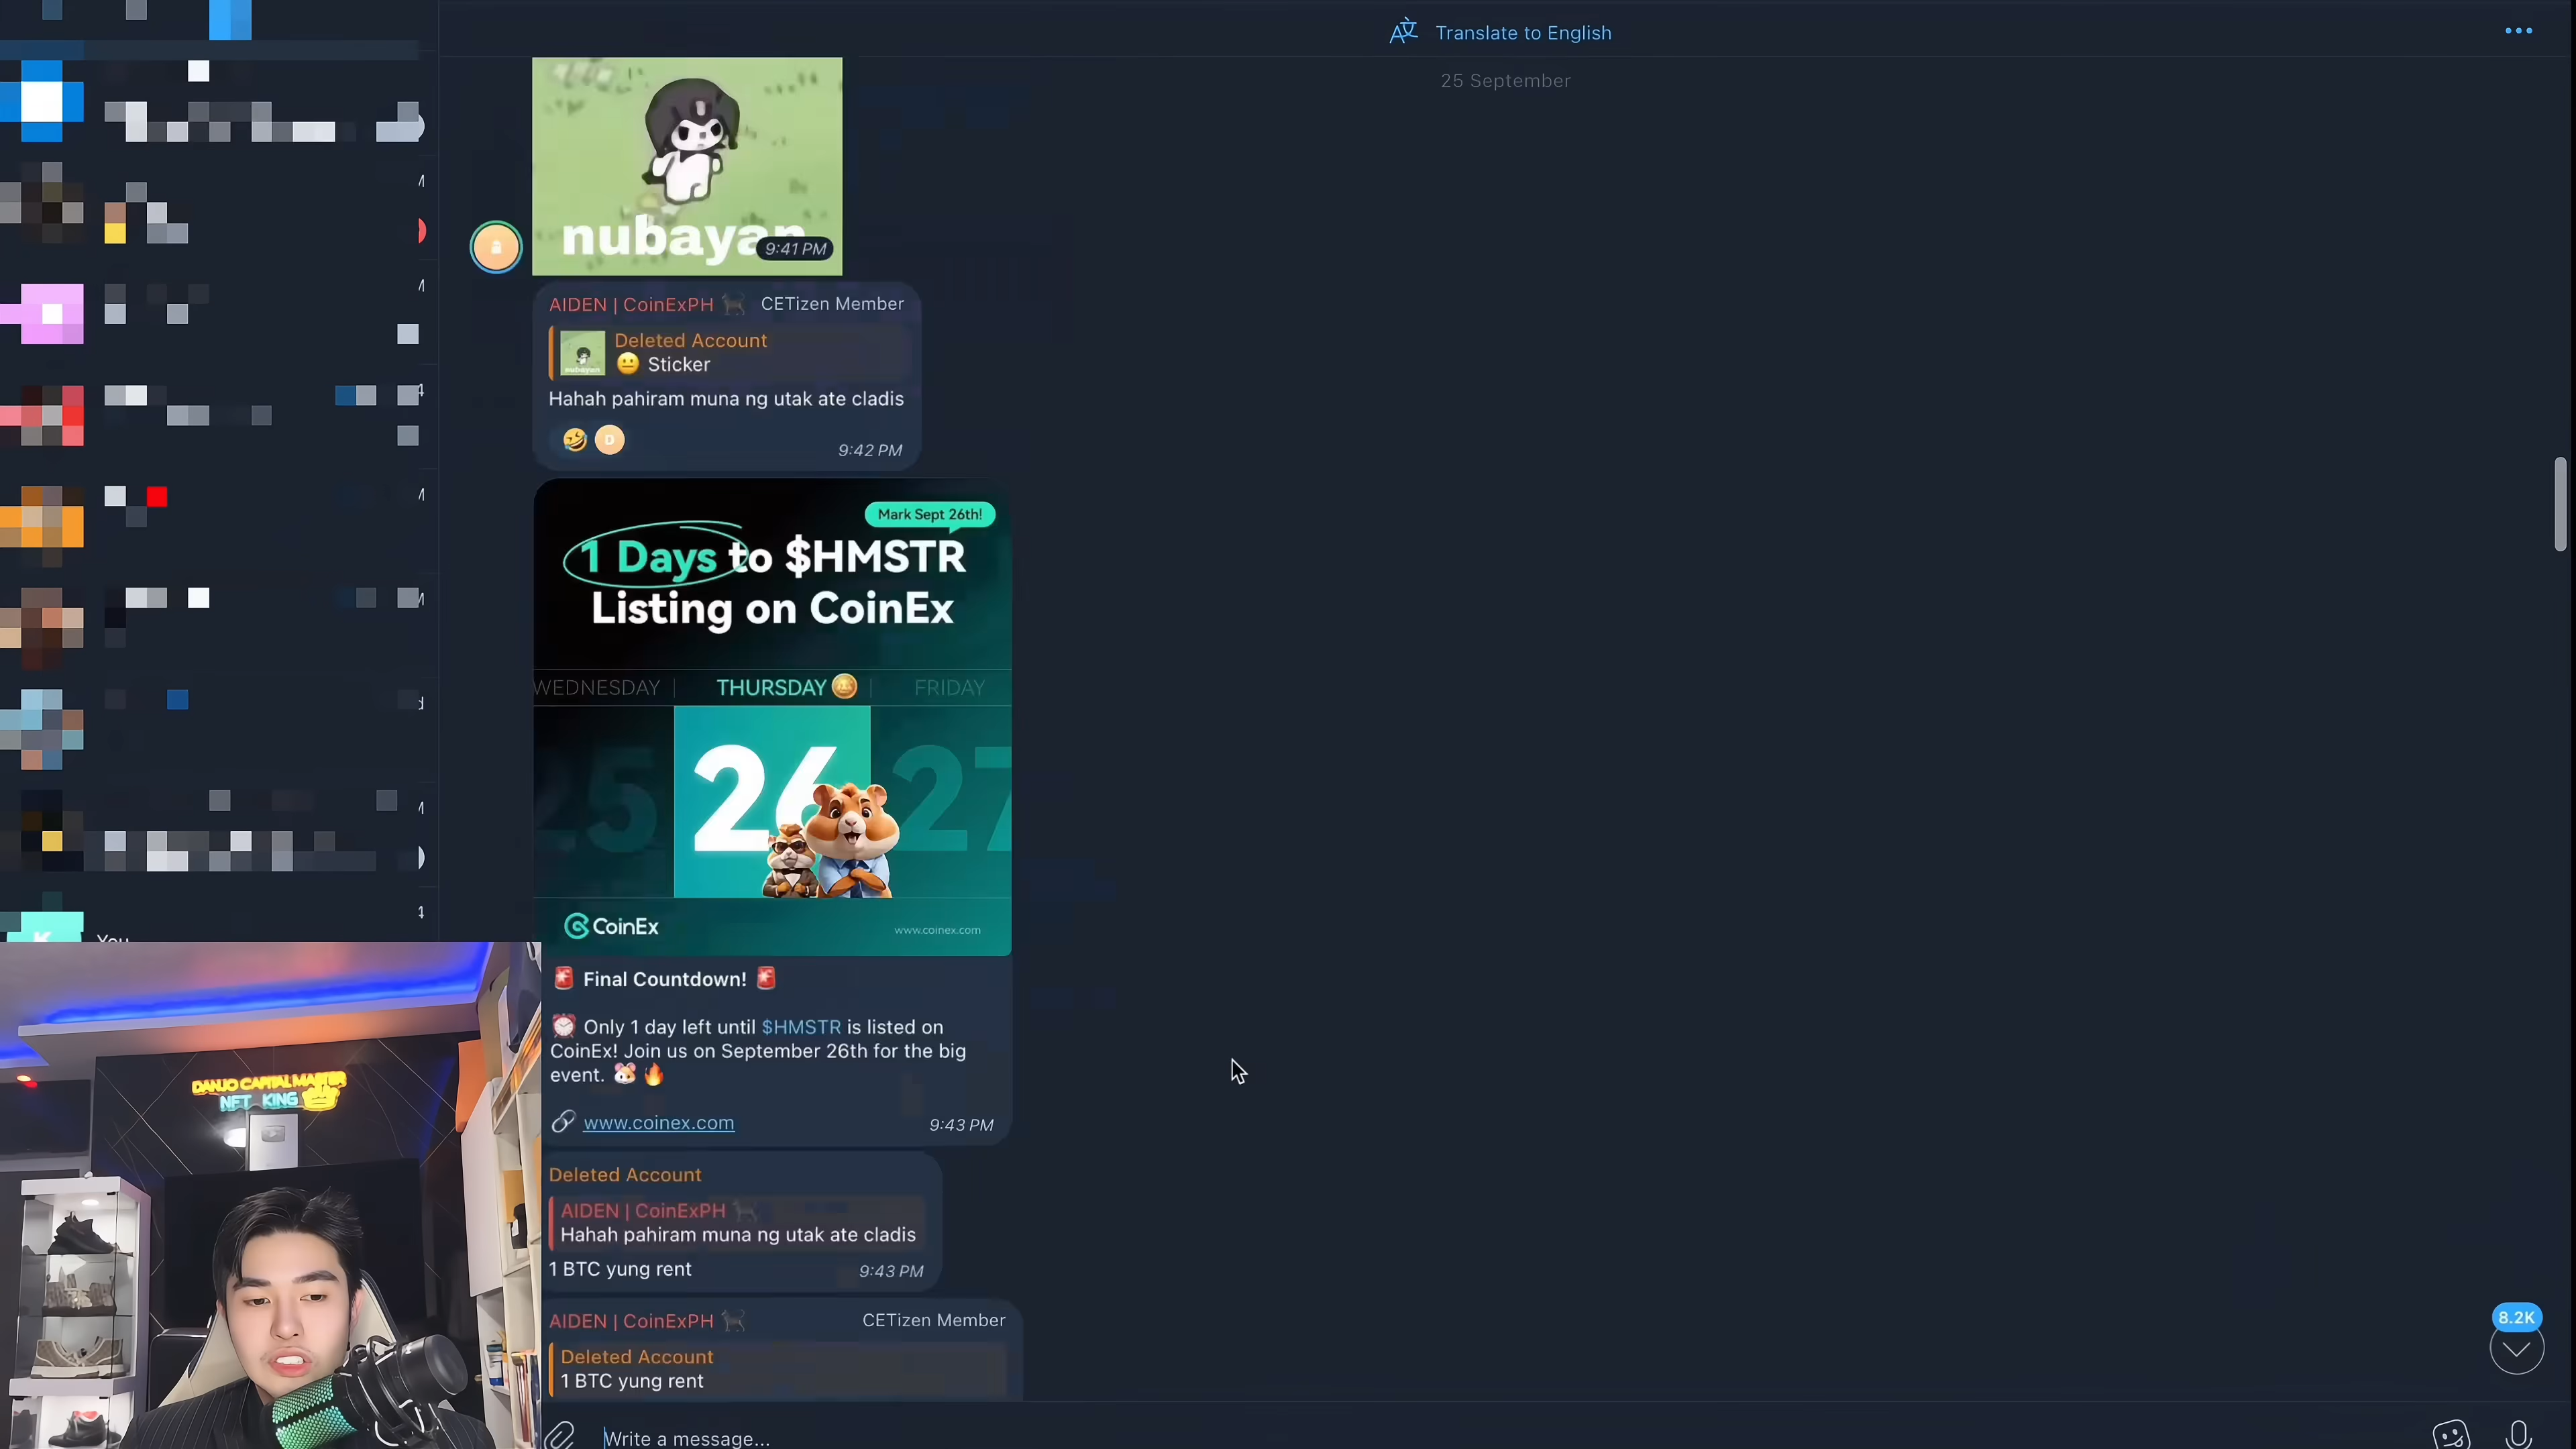 Translate to English
25 September
nubayan
9:41 PM
AIDEN | CoinExPH CETizen Member
Deleted Account
Sticker
Hahah pahiram muna ng utak ate cladis
D
9:42 PM
Mark Sept 26th!
1 Days to $HMSTR
Listing on CoinEx
WEDNESDAY THURSDAY FRIDAY
25 26 27
CoinEx
www.coinex.com
Final Countdown!
Only 1 day left until $HMSTR is listed on
CoinEx! Join us on September 26th for the big
event.
www.coinex.com
9:43 PM
Deleted Account
AIDEN | CoinExPH
Hahah pahiram muna ng utak ate cladis
1 BTC yung rent
9:43 PM
AIDEN | CoinExPH CETizen Member
Deleted Account
1 BTC yung rent
8.2K
Write a message...
You
DANJO CAPITAL MASTER
NFT KING